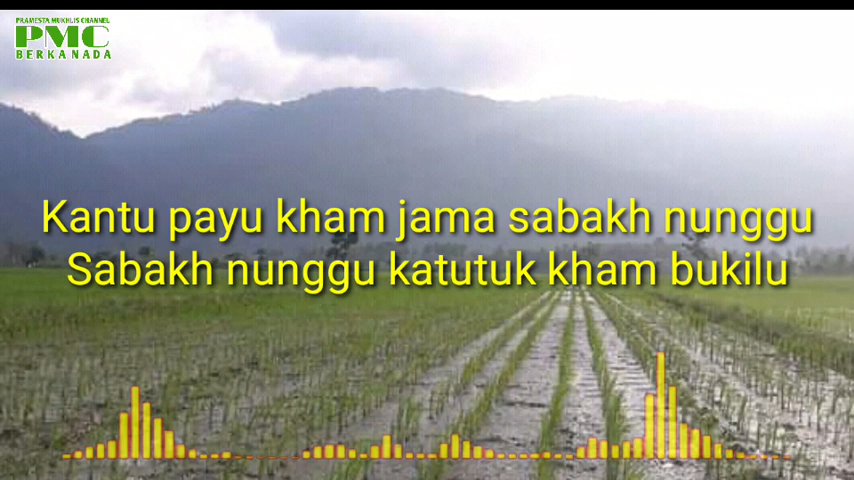 PRAMESTA MUKHLIS CHANNEL
PMC
BERKANADA
Kantu payu kham jama sabakh nunggu
Sabakh nunggu katutuk kham bukilu